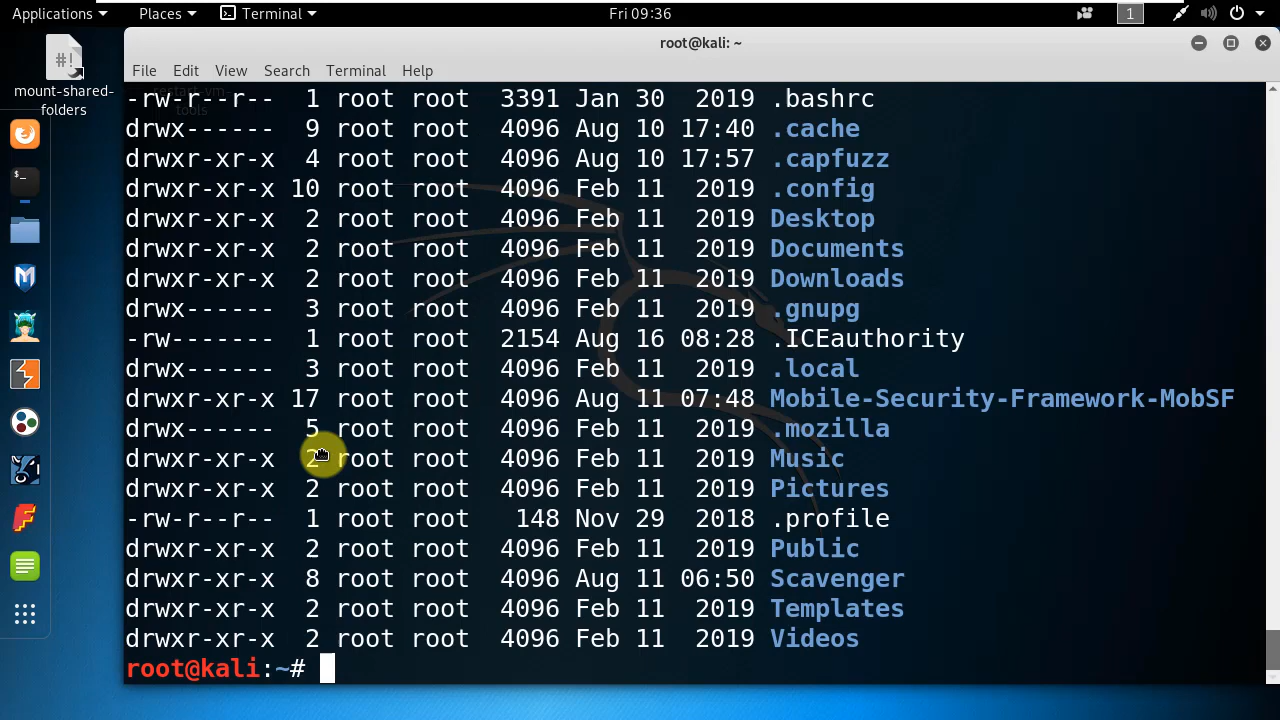 Applications Places Terminal Fri 09:36 1
#!
mount-shared-folders
restart-vm-tools
root@kali: ~
File Edit View Search Terminal Help
-rw-r--r-- 1 root root 3391 Jan 30 2019 .bashrc
drwx------ 9 root root 4096 Aug 10 17:40 .cache
drwxr-xr-x 4 root root 4096 Aug 10 17:57 .capfuzz
drwxr-xr-x 10 root root 4096 Feb 11 2019 .config
drwxr-xr-x 2 root root 4096 Feb 11 2019 Desktop
drwxr-xr-x 2 root root 4096 Feb 11 2019 Documents
drwxr-xr-x 2 root root 4096 Feb 11 2019 Downloads
drwx------ 3 root root 4096 Feb 11 2019 .gnupg
-rw------- 1 root root 2154 Aug 16 08:28 .ICEauthority
drwx------ 3 root root 4096 Feb 11 2019 .local
drwxr-xr-x 17 root root 4096 Aug 11 07:48 Mobile-Security-Framework-MobSF
drwx------ 5 root root 4096 Feb 11 2019 .mozilla
drwxr-xr-x 2 root root 4096 Feb 11 2019 Music
drwxr-xr-x 2 root root 4096 Feb 11 2019 Pictures
-rw-r--r-- 1 root root 148 Nov 29 2018 .profile
drwxr-xr-x 2 root root 4096 Feb 11 2019 Public
drwxr-xr-x 8 root root 4096 Aug 11 06:50 Scavenger
drwxr-xr-x 2 root root 4096 Feb 11 2019 Templates
drwxr-xr-x 2 root root 4096 Feb 11 2019 Videos
root@kali:~#